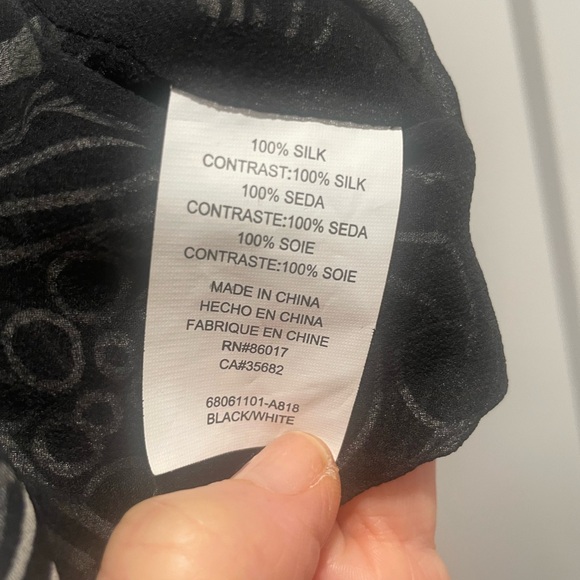 100% SILK
CONTRAST:100% SILK
100% SEDA
CONTRASTE:100% SEDA
100% SOIE
CONTRASTE:100% SOIE
MADE IN CHINA
HECHO EN CHINA
FABRIQUE EN CHINE
RN#86017
CA#35682
68061101-A818
BLACK/WHITE